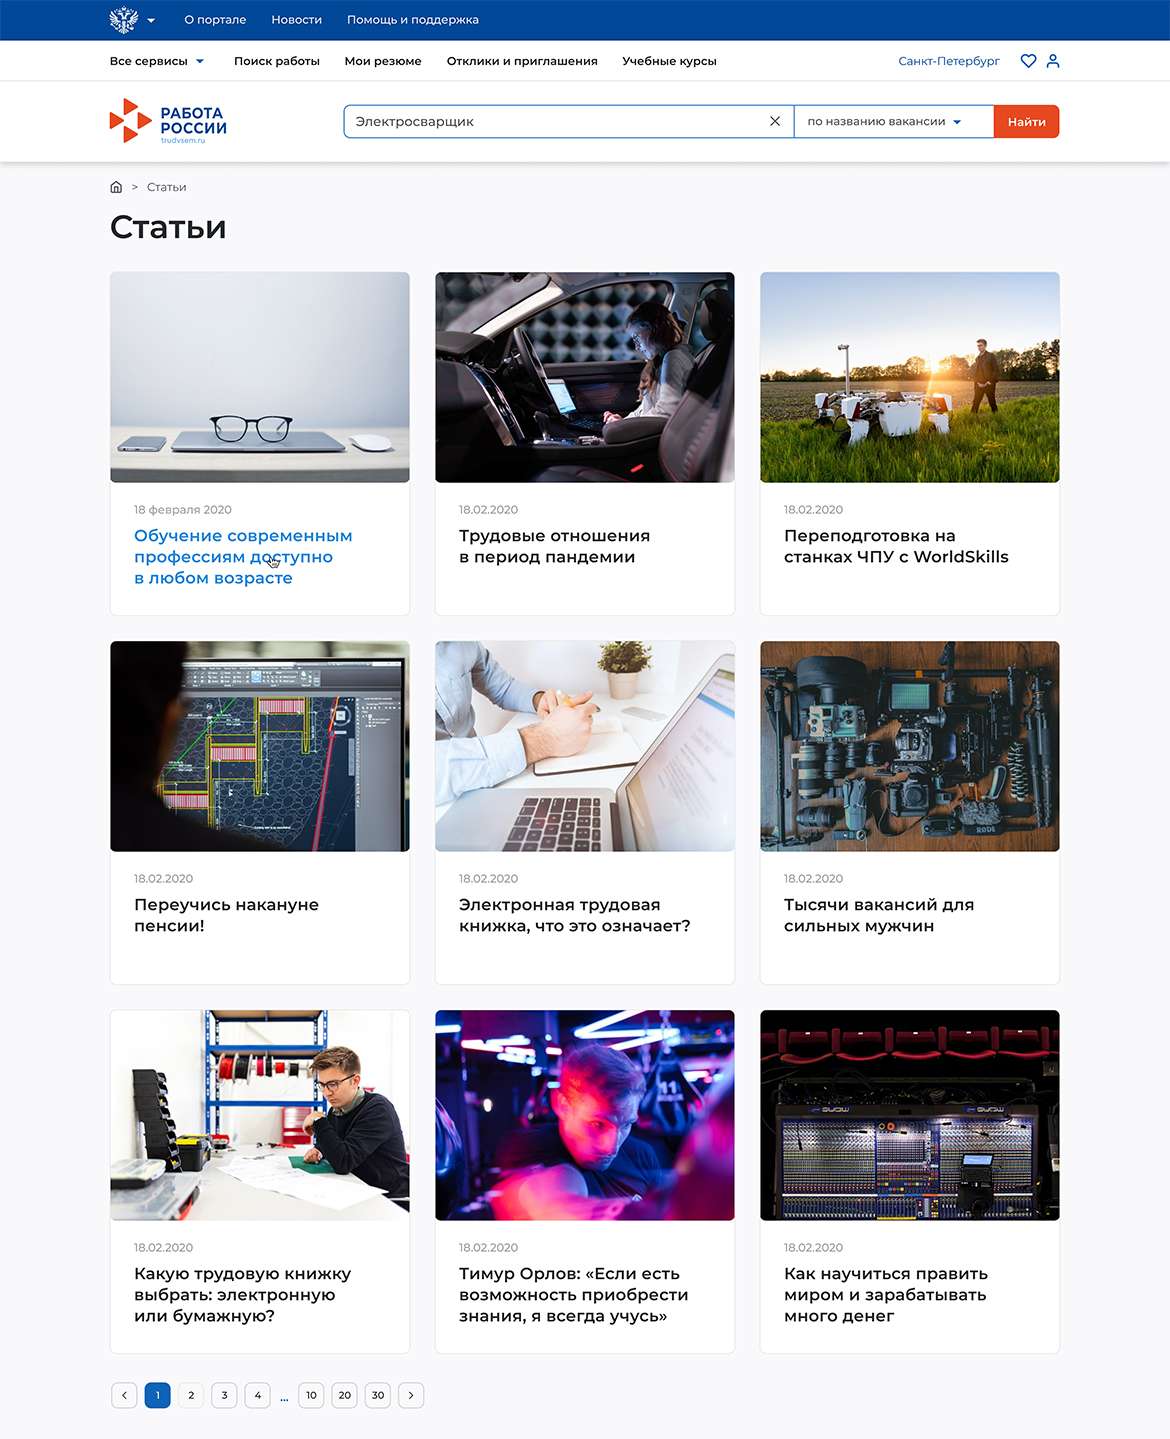 О портале Новости Помощь и поддержка
Все сервисы Поиск работы Мои резюме Отклики и приглашения Учебные курсы Санкт-Петербург
РАБОТА
РОССИИ
trudvsem.ru
Электросварщик по названию вакансии Найти
> Статьи
Статьи
18 февраля 2020
Обучение современным
профессиям доступно
в любом возрасте
18.02.2020
Трудовые отношения
в период пандемии
18.02.2020
Переподготовка на
станках ЧПУ с WorldSkills
18.02.2020
Переучись накануне
пенсии!
18.02.2020
Электронная трудовая
книжка, что это означает?
RØDE
18.02.2020
Тысячи вакансий для
сильных мужчин
18.02.2020
Какую трудовую книжку
выбрать: электронную
или бумажную?
11
18.02.2020
Тимур Орлов: «Если есть
возможность приобрести
знания, я всегда учусь»
18.02.2020
Как научиться править
миром и зарабатывать
много денег
1 2 3 4 ... 10 20 30